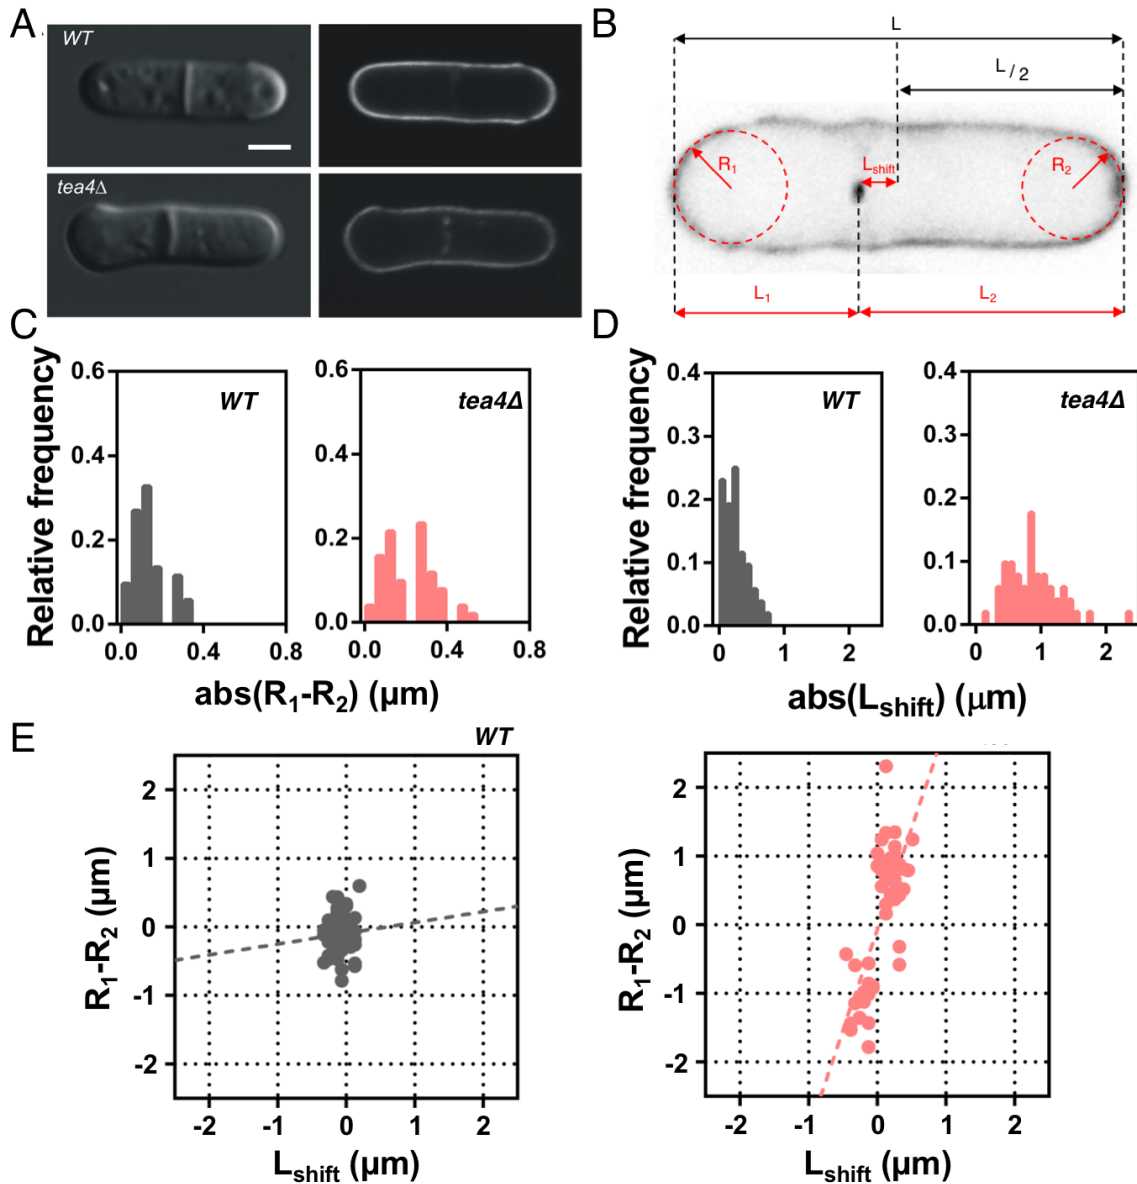 A.
WT
tea4Δ
B
L
L / 2
R₁
Lshift
R₂
L₁
L₂
C
Relative frequency
0.6
0.4
0.2
0.0
WT
0.0
0.4
0.8
0.6
0.4
0.2
0.0
tea4Δ
0.0
0.4
0.8
abs(R₁-R₂) (µm)
D
Relative frequency
0.4
0.3
0.2
0.1
0.0
WT
0
1
2
0.4
0.3
0.2
0.1
0.0
tea4Δ
0
1
2
abs(Lshift) (µm)
E
WT
R₁-R₂ (µm)
2
1
0
-1
-2
-2
-1
0
1
2
Lshift (µm)
R₁-R₂ (µm)
2
1
0
-1
-2
-2
-1
0
1
2
Lshift (µm)